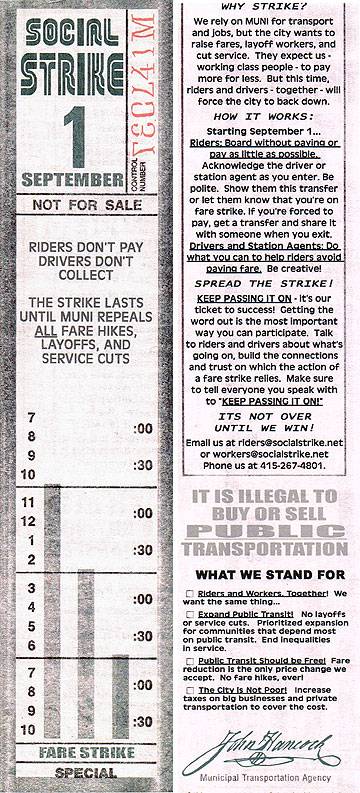 SOCIAL
STRIKE
1
SEPTEMBER
CONTROL
NUMBER
NOT FOR SALE
RIDERS DON'T PAY
DRIVERS DON'T
COLLECT
THE STRIKE LASTS
UNTIL MUNI REPEALS
ALL FARE HIKES,
LAYOFFS, AND
SERVICE CUTS
7
8 :00
9
10 :30
11
12 :00
1
2 :30
3
4 :00
5
6 :30
7
8 :00
9
10 :30
FARE STRIKE
SPECIAL
WHY STRIKE?
We rely on MUNI for transport
and jobs, but the city wants to
raise fares, layoff workers, and
cut service. They expect us -
working class people - to pay
more for less. But this time,
riders and drivers - together - will
force the city to back down.
HOW IT WORKS:
Starting September 1...
Riders: Board without paying or
pay as little as possible.
Acknowledge the driver or
station agent as you enter. Be
polite. Show them this transfer
or let them know that you're on
fare strike. If you're forced to
pay, get a transfer and share it
with someone when you exit.
Drivers and Station Agents: Do
what you can to help riders avoid
paying fare. Be creative!
SPREAD THE STRIKE!
KEEP PASSING IT ON - it's our
ticket to success! Getting the
word out is the most important
way you can participate. Talk
to riders and drivers about what's
going on, build the connections
and trust on which the action of
a fare strike relies. Make sure
to tell everyone you speak with
to "KEEP PASSING IT ON!"
ITS NOT OVER
UNTIL WE WIN!
Email us at riders@socialstrike.net
or workers@socialstrike.net
Phone us at 415-267-4801.
IT IS ILLEGAL TO
BUY OR SELL
PUBLIC
TRANSPORTATION
WHAT WE STAND FOR
Riders and Workers, Together! We
want the same thing...
Expand Public Transit! No layoffs
or service cuts. Prioritized expansion
for communities that depend most
on public transit. End inequalities
in service.
Public Transit Should be Free! Fare
reduction is the only price change we
accept. No fare hikes, ever!
The City is Not Poor! Increase
taxes on big businesses and private
transportation to cover the cost.
John Hancock
Municipal Transportation Agency